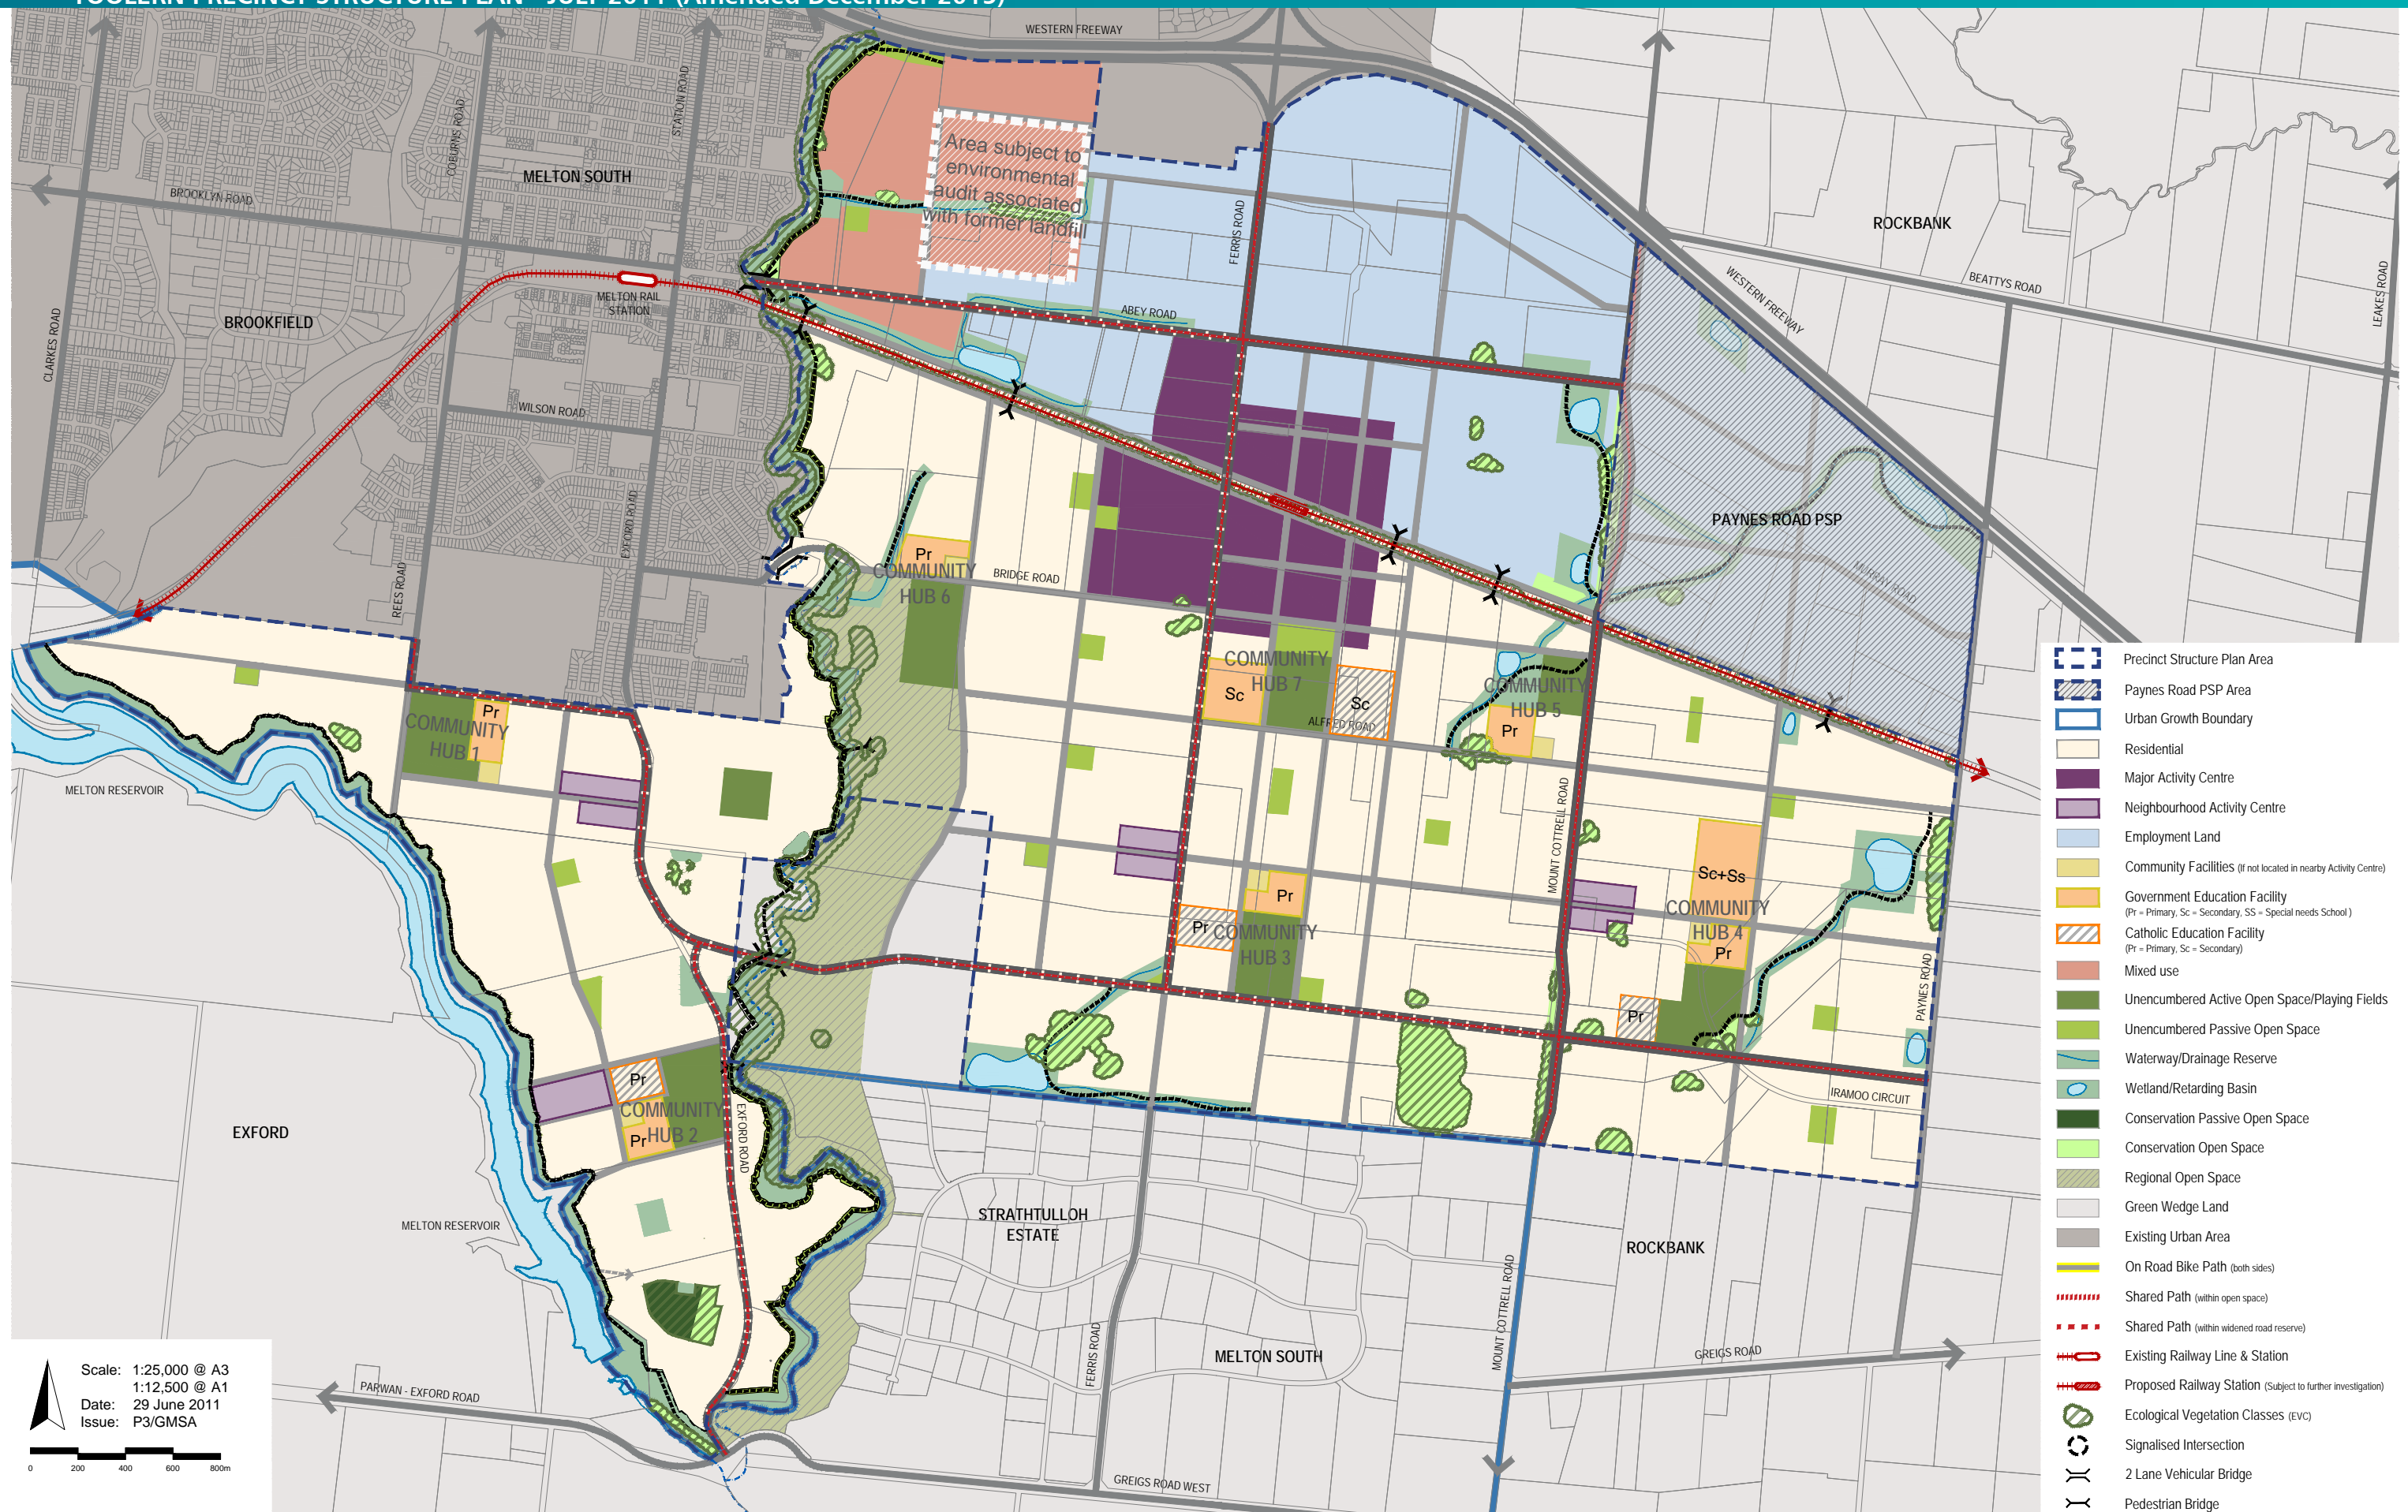 TOOLERN PRECINCT STRUCTURE PLAN - JULY 2011 (Amended December 2015)
WESTERN FREEWAY
COBURNS ROAD
STATION ROAD
MELTON SOUTH
BROOKLYN ROAD
Area subject to
environmental
audit associated
with former landfill
FERRIS ROAD
ROCKBANK
BEATTYS ROAD
WESTERN FREEWAY
LEAKES ROAD
MELTON RAIL
STATION
BROOKFIELD
CLARKES ROAD
ABEY ROAD
WILSON ROAD
EXFORD ROAD
PAYNES ROAD PSP
MURRAY ROAD
REES ROAD
Pr
COMMUNITY
HUB 6
BRIDGE ROAD
COMMUNITY
HUB 7
Sc
Sc
ALFRED ROAD
COMMUNITY
HUB 5
Pr
Pr
COMMUNITY
HUB 1
MELTON RESERVOIR
MOUNT COTTRELL ROAD
Sc+Ss
COMMUNITY
HUB 4
Pr
Pr
Pr
Pr
COMMUNITY
HUB 3
PAYNES ROAD
IRAMOO CIRCUIT
Pr
COMMUNITY
HUB 2
Pr
EXFORD ROAD
EXFORD
MELTON RESERVOIR
STRATHTULLOH
ESTATE
ROCKBANK
MOUNT COTTRELL ROAD
FERRIS ROAD
MELTON SOUTH
GREIGS ROAD
PARWAN - EXFORD ROAD
GREIGS ROAD WEST
Scale: 1:25,000 @ A3
1:12,500 @ A1
Date: 29 June 2011
Issue: P3/GMSA
0 200 400 600 800m
Precinct Structure Plan Area
Paynes Road PSP Area
Urban Growth Boundary
Residential
Major Activity Centre
Neighbourhood Activity Centre
Employment Land
Community Facilities (If not located in nearby Activity Centre)
Government Education Facility
(Pr = Primary, Sc = Secondary, SS = Special needs School )
Catholic Education Facility
(Pr = Primary, Sc = Secondary)
Mixed use
Unencumbered Active Open Space/Playing Fields
Unencumbered Passive Open Space
Waterway/Drainage Reserve
Wetland/Retarding Basin
Conservation Passive Open Space
Conservation Open Space
Regional Open Space
Green Wedge Land
Existing Urban Area
On Road Bike Path (both sides)
Shared Path (within open space)
Shared Path (within widened road reserve)
Existing Railway Line & Station
Proposed Railway Station (Subject to further investigation)
Ecological Vegetation Classes (EVC)
Signalised Intersection
2 Lane Vehicular Bridge
Pedestrian Bridge